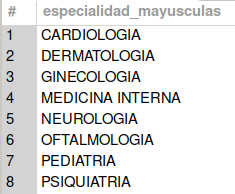 # especialidad_mayusculas
1 CARDIOLOGIA
2 DERMATOLOGIA
3 GINECOLOGIA
4 MEDICINA INTERNA
5 NEUROLOGIA
6 OFTALMOLOGIA
7 PEDIATRIA
8 PSIQUIATRIA